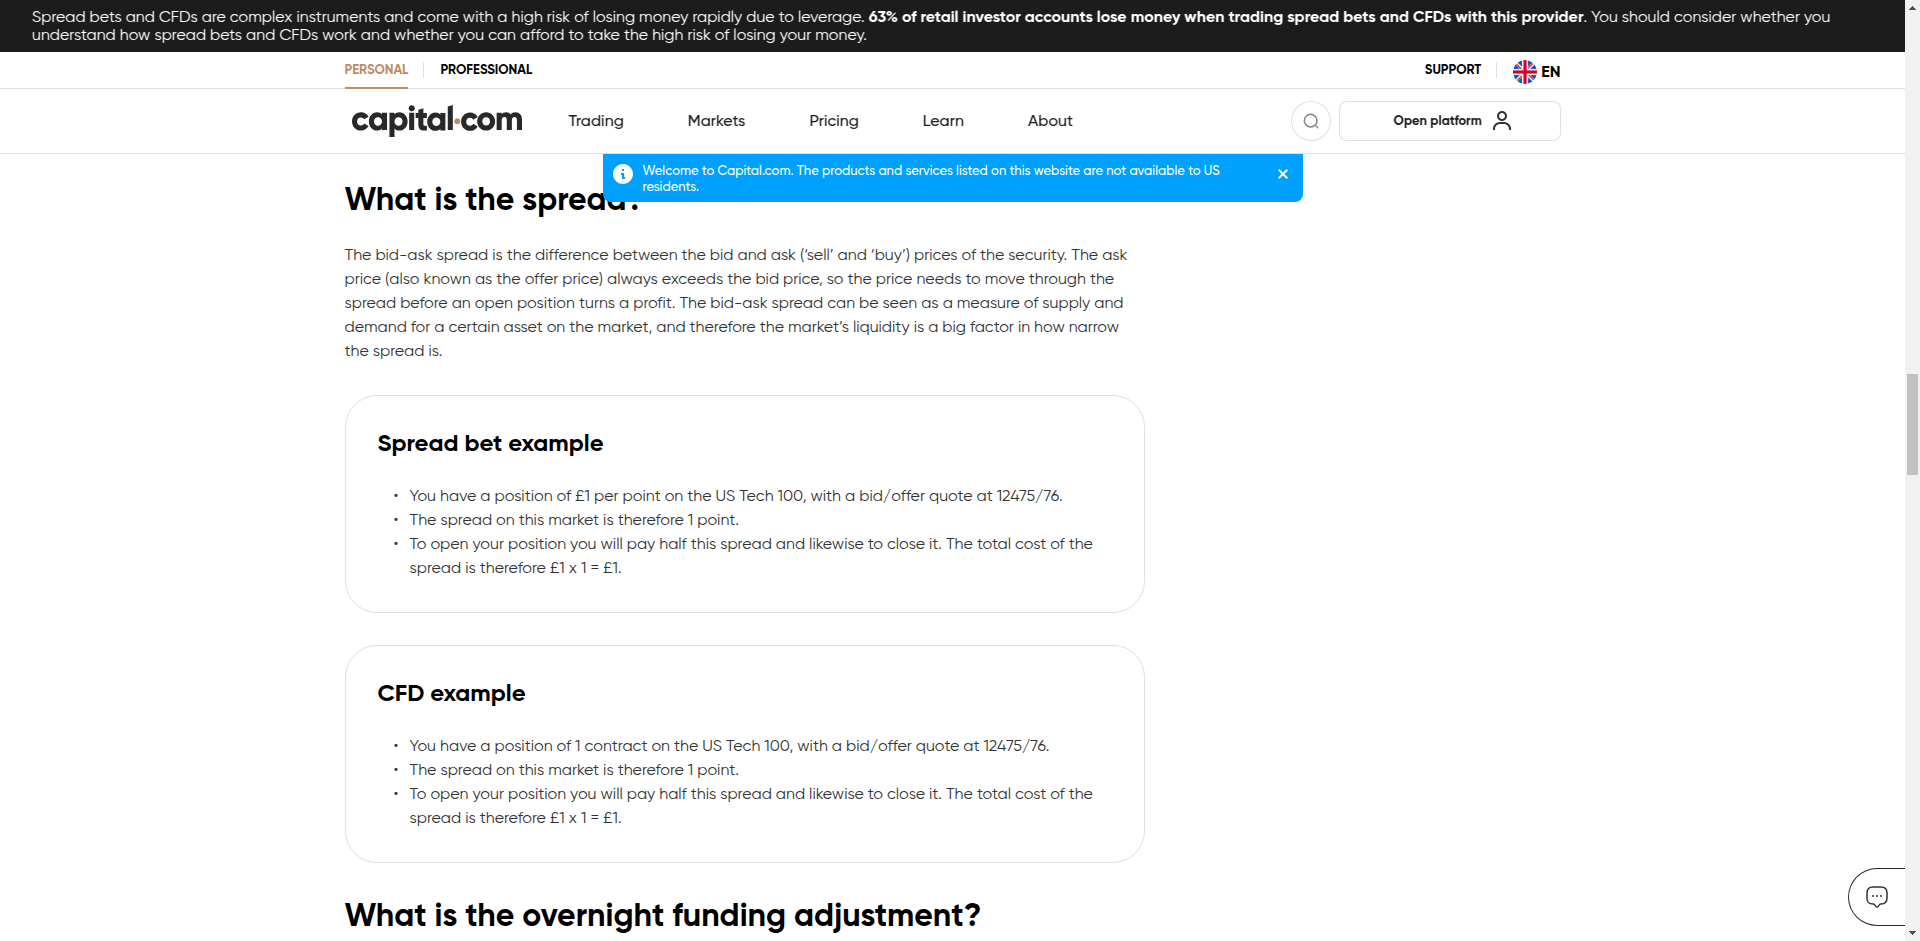 Spread bets and CFDs are complex instruments and come with a high risk of losing money rapidly due to leverage. 63% of retail investor accounts lose money when trading spread bets and CFDs with this provider. You should consider whether you
understand how spread bets and CFDs work and whether you can afford to take the high risk of losing your money.
PERSONAL
PROFESSIONAL
SUPPORT
EN
capital.com
Trading
Markets
Pricing
Learn
About
Open platform
Welcome to Capital.com. The products and services listed on this website are not available to US
residents.
What is the spread?
The bid-ask spread is the difference between the bid and ask (‘sell’ and ‘buy’) prices of the security. The ask
price (also known as the offer price) always exceeds the bid price, so the price needs to move through the
spread before an open position turns a profit. The bid-ask spread can be seen as a measure of supply and
demand for a certain asset on the market, and therefore the market’s liquidity is a big factor in how narrow
the spread is.
Spread bet example
• You have a position of £1 per point on the US Tech 100, with a bid/offer quote at 12475/76.
• The spread on this market is therefore 1 point.
• To open your position you will pay half this spread and likewise to close it. The total cost of the
spread is therefore £1 x 1 = £1.
CFD example
• You have a position of 1 contract on the US Tech 100, with a bid/offer quote at 12475/76.
• The spread on this market is therefore 1 point.
• To open your position you will pay half this spread and likewise to close it. The total cost of the
spread is therefore £1 x 1 = £1.
What is the overnight funding adjustment?